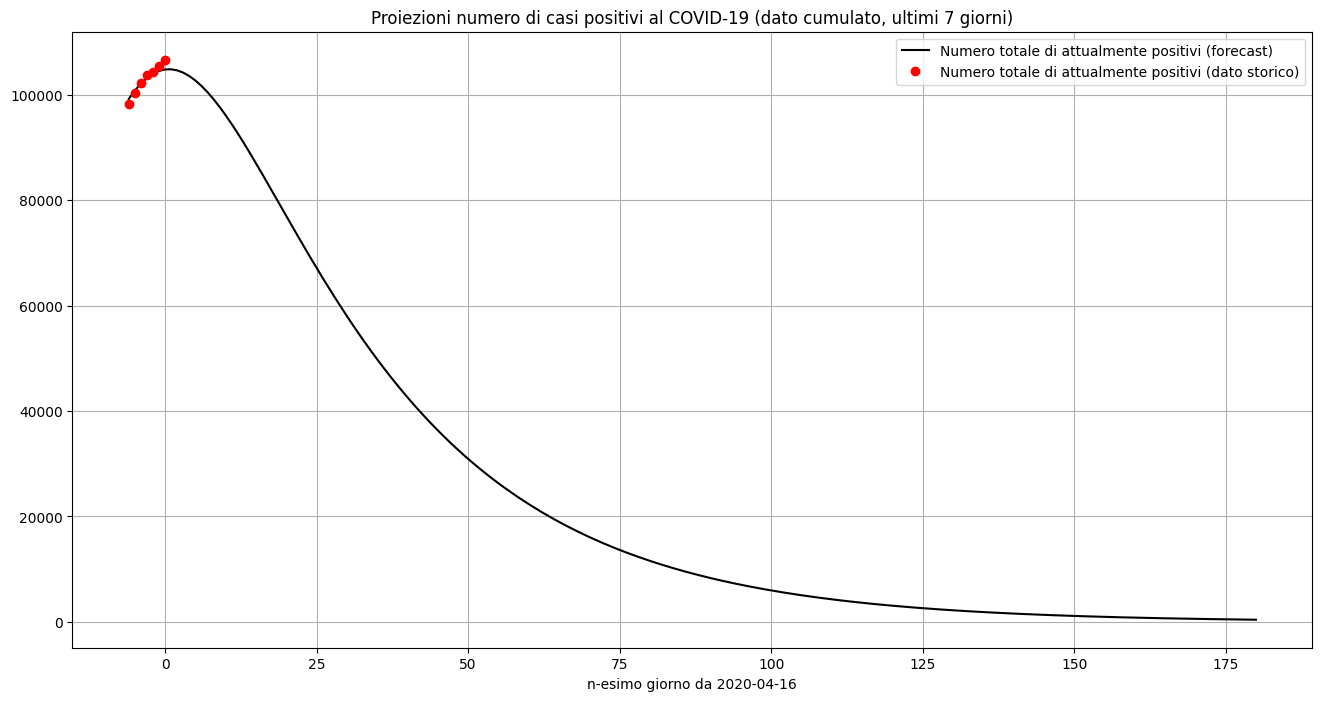 Proiezioni numero di casi positivi al COVID-19 (dato cumulato, ultimi 7 giorni)
Numero totale di attualmente positivi (forecast)
Numero totale di attualmente positivi (dato storico)
100000
80000
60000
40000
20000
0
0 25 50 75 100 125 150 175
n-esimo giorno da 2020-04-16